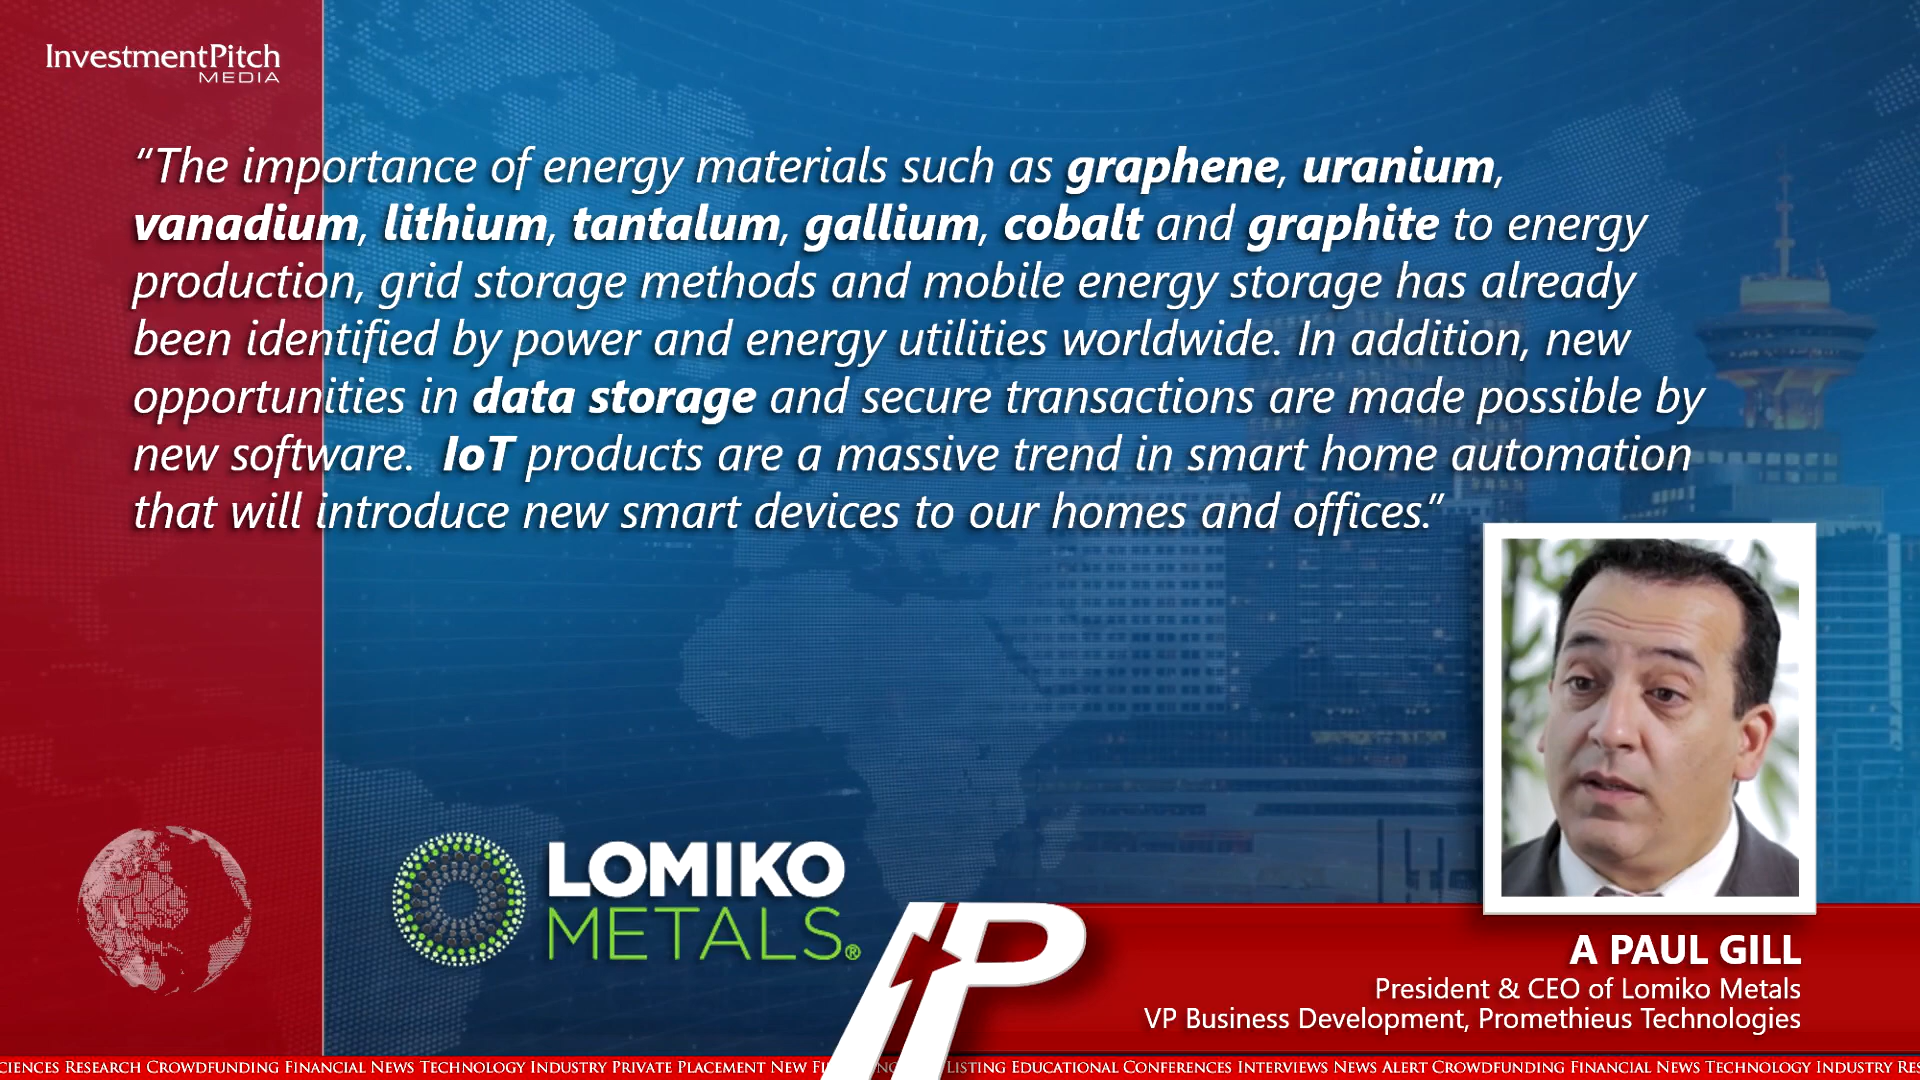 InvestmentPitch
MEDIA
“The importance of energy materials such as graphene, uranium,
vanadium, lithium, tantalum, gallium, cobalt and graphite to energy
production, grid storage methods and mobile energy storage has already
been identified by power and energy utilities worldwide. In addition, new
opportunities in data storage and secure transactions are made possible by
new software.  IoT products are a massive trend in smart home automation
that will introduce new smart devices to our homes and offices.”
LOMIKO
METALS®
IP
A PAUL GILL
President & CEO of Lomiko Metals
VP Business Development, Promethieus Technologies
CIENCES RESEARCH CROWDFUNDING FINANCIAL NEWS TECHNOLOGY INDUSTRY PRIVATE PLACEMENT NEW LISTING EDUCATIONAL CONFERENCES INTERVIEWS NEWS ALERT CROWDFUNDING FINANCIAL NEWS TECHNOLOGY INDUSTRY RES